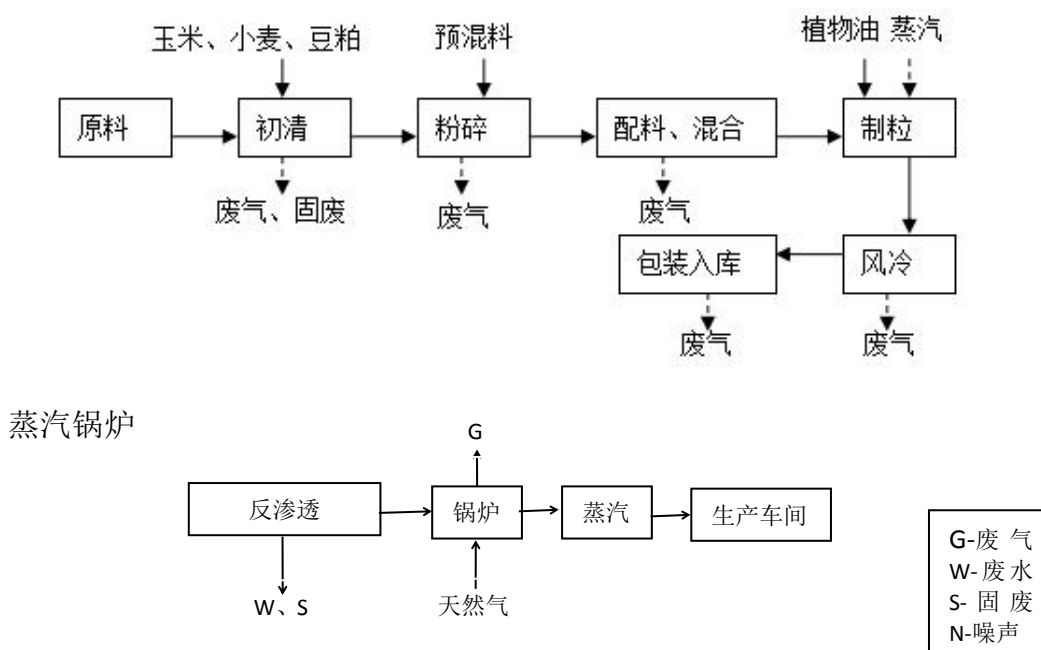 玉米、小麦、豆粕
预混料
植物油 蒸汽
原料
初清
粉碎
配料、混合
制粒
废气、固废
废气
废气
包装入库
风冷
废气
废气
蒸汽锅炉
G
反渗透
锅炉
蒸汽
生产车间
W、S
天然气
G-废 气
W- 废 水
S- 固 废
N-噪声